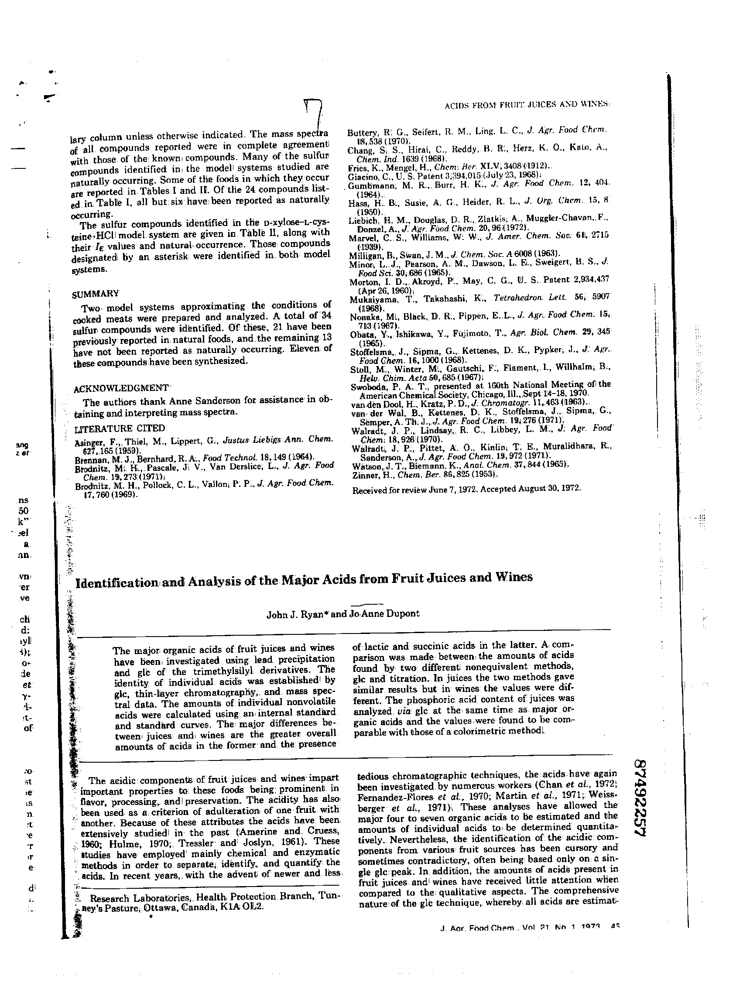 7
ACIDS FROM FRUIT JUICES AND WINES
lary column unless otherwise indicated. The mass spectra
of all compounds reported were in complete agreement
with those of the known compounds. Many of the sulfur
compounds identified in the model systems studied are
naturally occurring. Some of the foods in which they occur
are reported in Tables I and II. Of the 24 compounds list-
ed in Table I, all but six have been reported as naturally
occurring.
The sulfur compounds identified in the D-xylose-L-cys-
teine·HCl model system are given in Table II, along with
their IE values and natural occurrence. Those compounds
designated by an asterisk were identified in both model
systems.
SUMMARY
Two model systems approximating the conditions of
cooked meats were prepared and analyzed. A total of 34
sulfur compounds were identified. Of these, 21 have been
previously reported in natural foods, and the remaining 13
have not been reported as naturally occurring. Eleven of
these compounds have been synthesized.
ACKNOWLEDGMENT
The authors thank Anne Sanderson for assistance in ob-
taining and interpreting mass spectra.
LITERATURE CITED
Asinger, F., Thiel, M., Lippert, G., Justus Liebigs Ann. Chem.
627, 165 (1959).
Brennan, M. J., Bernhard, R. A., Food Technol. 18, 149 (1964).
Brodnitz, M. H., Pascale, J. V., Van Derslice, L., J. Agr. Food
Chem. 19, 273 (1971).
Brodnitz, M. H., Pollock, C. L., Vallon, P. P., J. Agr. Food Chem.
17, 760 (1969).
Buttery, R. G., Seifert, R. M., Ling, L. C., J. Agr. Food Chem.
18, 538 (1970).
Chang, S. S., Hirai, C., Reddy, B. R., Herz, K. O., Kato, A.,
Chem. Ind. 1639 (1968).
Fries, K., Mengel, H., Chem. Ber. XLV, 3408 (1912).
Giacino, C., U. S. Patent 3,394,015 (July 23, 1968).
Gumbmann, M. R., Burr, H. K., J. Agr. Food Chem. 12, 404
(1964).
Hass, H. B., Susie, A. G., Heider, R. L., J. Org. Chem. 15, 8
(1950).
Liebich, H. M., Douglas, D. R., Zlatkis, A., Muggler-Chavan, F.,
Donzel, A., J. Agr. Food Chem. 20, 96 (1972).
Marvel, C. S., Williams, W. W., J. Amer. Chem. Soc. 61, 2715
(1939).
Milligan, B., Swan, J. M., J. Chem. Soc. A 6008 (1963).
Minor, L. J., Pearson, A. M., Dawson, L. E., Sweigert, B. S., J.
Food Sci. 30, 686 (1965).
Morton, I. D., Akroyd, P., May, C. G., U. S. Patent 2,934,437
(Apr 26, 1960).
Mukaiyama, T., Takahashi, K., Tetrahedron Lett. 56, 5907
(1968).
Nonaka, M., Black, D. R., Pippen, E. L., J. Agr. Food Chem. 15,
713 (1967).
Obata, Y., Ishikawa, Y., Fujimoto, T., Agr. Biol. Chem. 29, 345
(1965).
Stoffelsma, J., Sipma, G., Kettenes, D. K., Pypker, J., J. Agr.
Food Chem. 16, 1000 (1968).
Stoll, M., Winter, M., Gautschi, F., Flament, I., Willhalm, B.,
Helv. Chim. Acta 50, 685 (1967).
Swoboda, P. A. T., presented at 160th National Meeting of the
American Chemical Society, Chicago, Ill., Sept 14-18, 1970.
van den Dool, H., Kratz, P. D., J. Chromatogr. 11, 463 (1963).
van der Wal, B., Kettenes, D. K., Stoffelsma, J., Sipma, G.,
Semper, A. Th. J., J. Agr. Food Chem. 19, 276 (1971).
Walradt, J. P., Lindsay, R. C., Libbey, L. M., J. Agr. Food
Chem. 18, 926 (1970).
Walradt, J. P., Pittet, A. O., Kinlin, T. E., Muralidhara, R.,
Sanderson, A., J. Agr. Food Chem. 19, 972 (1971).
Watson, J. T., Biemann, K., Anal. Chem. 37, 844 (1965).
Zinner, H., Chem. Ber. 86, 825 (1953).
Received for review June 7, 1972. Accepted August 30, 1972.
Identification and Analysis of the Major Acids from Fruit Juices and Wines
John J. Ryan* and Jo-Anne Dupont
The major organic acids of fruit juices and wines
have been investigated using lead precipitation
and glc of the trimethylsilyl derivatives. The
identity of individual acids was established by
glc, thin-layer chromatography, and mass spec-
tral data. The amounts of individual nonvolatile
acids were calculated using an internal standard
and standard curves. The major differences be-
tween juices and wines are the greater overall
amounts of acids in the former and the presence
of lactic and succinic acids in the latter. A com-
parison was made between the amounts of acids
found by two different nonequivalent methods,
glc and titration. In juices the two methods gave
similar results but in wines the values were dif-
ferent. The phosphoric acid content of juices was
analyzed via glc at the same time as major or-
ganic acids and the values were found to be com-
parable with those of a colorimetric method.
The acidic components of fruit juices and wines impart
important properties to these foods being prominent in
flavor, processing, and preservation. The acidity has also
been used as a criterion of adulteration of one fruit with
another. Because of these attributes the acids have been
extensively studied in the past (Amerine and Cruess,
1960; Hulme, 1970; Tressler and Joslyn, 1961). These
studies have employed mainly chemical and enzymatic
methods in order to separate, identify, and quantify the
acids. In recent years, with the advent of newer and less
Research Laboratories, Health Protection Branch, Tun-
ney's Pasture, Ottawa, Canada, K1A OL2.
tedious chromatographic techniques, the acids have again
been investigated by numerous workers (Chan et al., 1972;
Fernandez-Flores et al., 1970; Martin et al., 1971; Weiss-
berger et al., 1971). These analyses have allowed the
major four to seven organic acids to be estimated and the
amounts of individual acids to be determined quantita-
tively. Nevertheless, the identification of the acidic com-
ponents from various fruit sources has been cursory and
sometimes contradictory, often being based only on a sin-
gle glc peak. In addition, the amounts of acids present in
fruit juices and wines have received little attention when
compared to the qualitative aspects. The comprehensive
nature of the glc technique, whereby all acids are estimat-
J. Agr. Food Chem., Vol. 21, No. 1, 1973 45
87492257